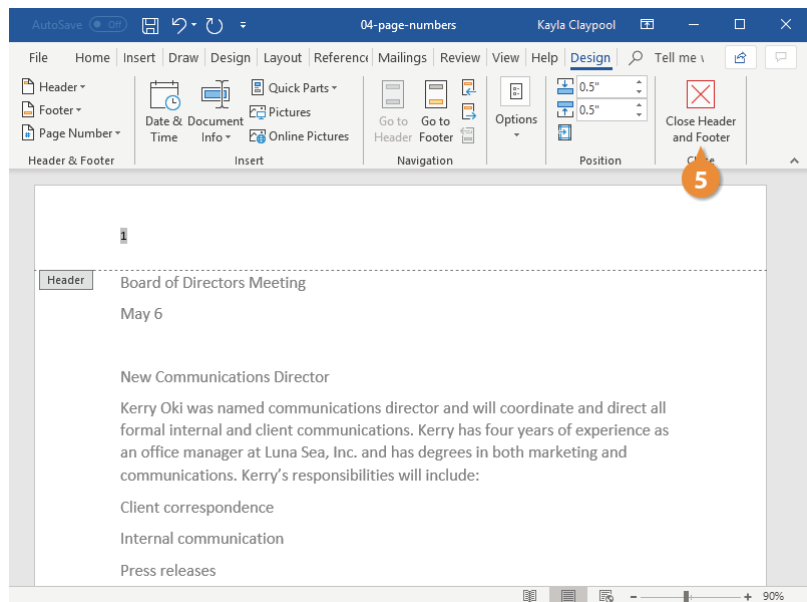 AutoSave Off 04-page-numbers Kayla Claypool
File Home Insert Draw Design Layout Referenc Mailings Review View Help Design Tell me
Header Quick Parts 0.5"
Footer Pictures 0.5"
Page Number Date & Time Document Info Online Pictures Go to Header Go to Footer Options Close Header and Footer
Header & Footer Insert Navigation Position
5
1
Header
Board of Directors Meeting
May 6
New Communications Director
Kerry Oki was named communications director and will coordinate and direct all
formal internal and client communications. Kerry has four years of experience as
an office manager at Luna Sea, Inc. and has degrees in both marketing and
communications. Kerry’s responsibilities will include:
Client correspondence
Internal communication
Press releases
90%